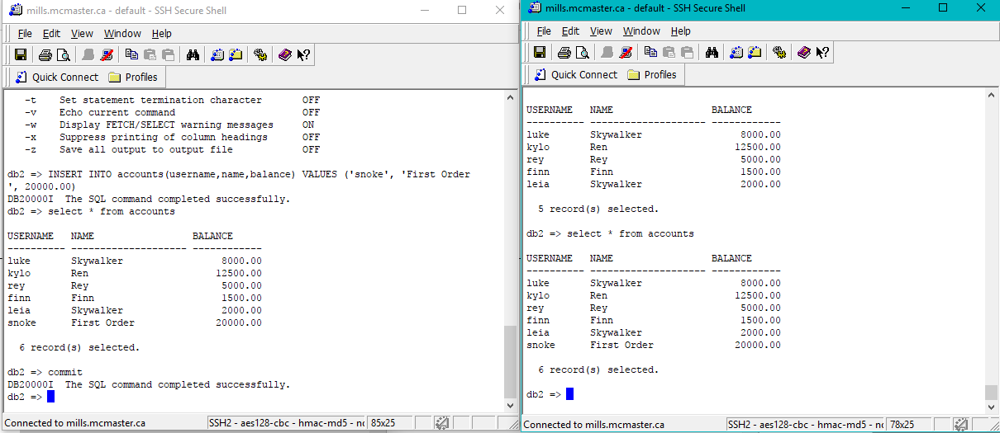 mills.mcmaster.ca - default - SSH Secure Shell
File Edit View Window Help
Quick Connect Profiles
-t Set statement termination character OFF
-v Echo current command OFF
-w Display FETCH/SELECT warning messages ON
-x Suppress printing of column headings OFF
-z Save all output to output file OFF
db2 => INSERT INTO accounts(username,name,balance) VALUES ('snoke', 'First Order
', 20000.00)
DB20000I The SQL command completed successfully.
db2 => select * from accounts
USERNAME NAME BALANCE
---------- -------------------- ------------
luke Skywalker 8000.00
kylo Ren 12500.00
rey Rey 5000.00
finn Finn 1500.00
leia Skywalker 2000.00
snoke First Order 20000.00
6 record(s) selected.
db2 => commit
DB20000I The SQL command completed successfully.
db2 =>
Connected to mills.mcmaster.ca SSH2 - aes128-cbc - hmac-md5 - nc 85x25
mills.mcmaster.ca - default - SSH Secure Shell
File Edit View Window Help
Quick Connect Profiles
USERNAME NAME BALANCE
---------- -------------------- ------------
luke Skywalker 8000.00
kylo Ren 12500.00
rey Rey 5000.00
finn Finn 1500.00
leia Skywalker 2000.00
5 record(s) selected.
db2 => select * from accounts
USERNAME NAME BALANCE
---------- -------------------- ------------
luke Skywalker 8000.00
kylo Ren 12500.00
rey Rey 5000.00
finn Finn 1500.00
leia Skywalker 2000.00
snoke First Order 20000.00
6 record(s) selected.
db2 =>
Connected to mills.mcmaster.ca SSH2 - aes128-cbc - hmac-md5 - nc 78x25